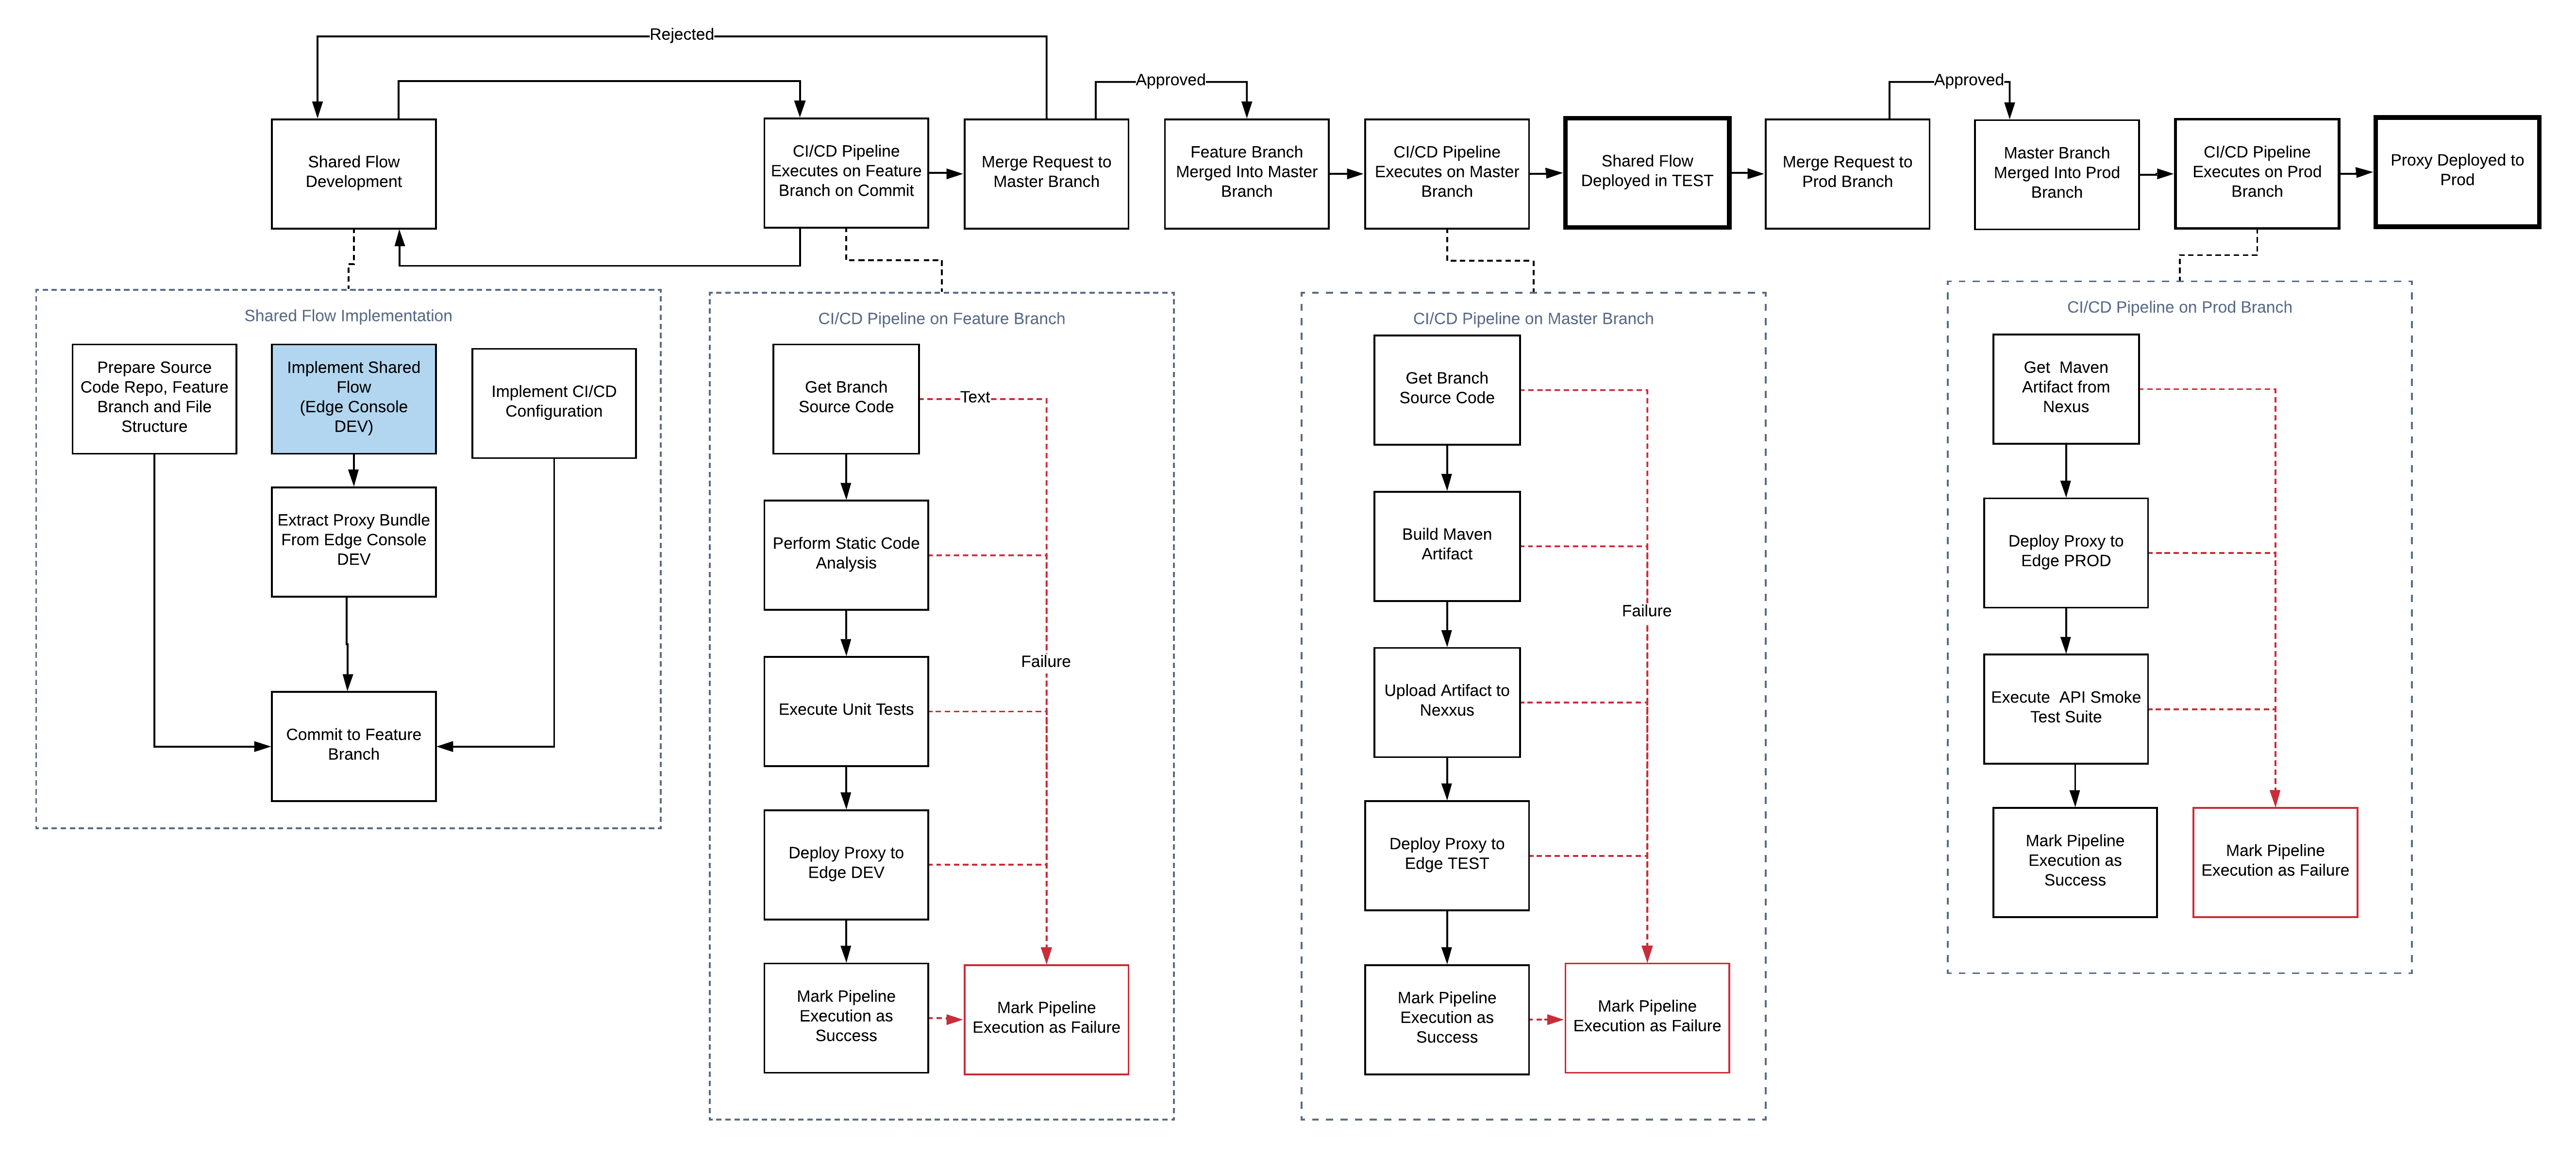 Rejected
Approved
Approved
Shared Flow
Development
CI/CD Pipeline
Executes on Feature
Branch on Commit
Merge Request to
Master Branch
Feature Branch
Merged Into Master
Branch
CI/CD Pipeline
Executes on Master
Branch
Shared Flow
Deployed in TEST
Merge Request to
Prod Branch
Master Branch
Merged Into Prod
Branch
CI/CD Pipeline
Executes on Prod
Branch
Proxy Deployed to
Prod
Shared Flow Implementation
Prepare Source
Code Repo, Feature
Branch and File
Structure
Implement Shared
Flow
(Edge Console
DEV)
Implement CI/CD
Configuration
Extract Proxy Bundle
From Edge Console
DEV
Commit to Feature
Branch
CI/CD Pipeline on Feature Branch
Get Branch
Source Code
Text
Perform Static Code
Analysis
Failure
Execute Unit Tests
Deploy Proxy to
Edge DEV
Mark Pipeline
Execution as
Success
Mark Pipeline
Execution as Failure
CI/CD Pipeline on Master Branch
Get Branch
Source Code
Build Maven
Artifact
Failure
Upload Artifact to
Nexxus
Deploy Proxy to
Edge TEST
Mark Pipeline
Execution as
Success
Mark Pipeline
Execution as Failure
CI/CD Pipeline on Prod Branch
Get  Maven
Artifact from
Nexus
Deploy Proxy to
Edge PROD
Execute  API Smoke
Test Suite
Mark Pipeline
Execution as
Success
Mark Pipeline
Execution as Failure